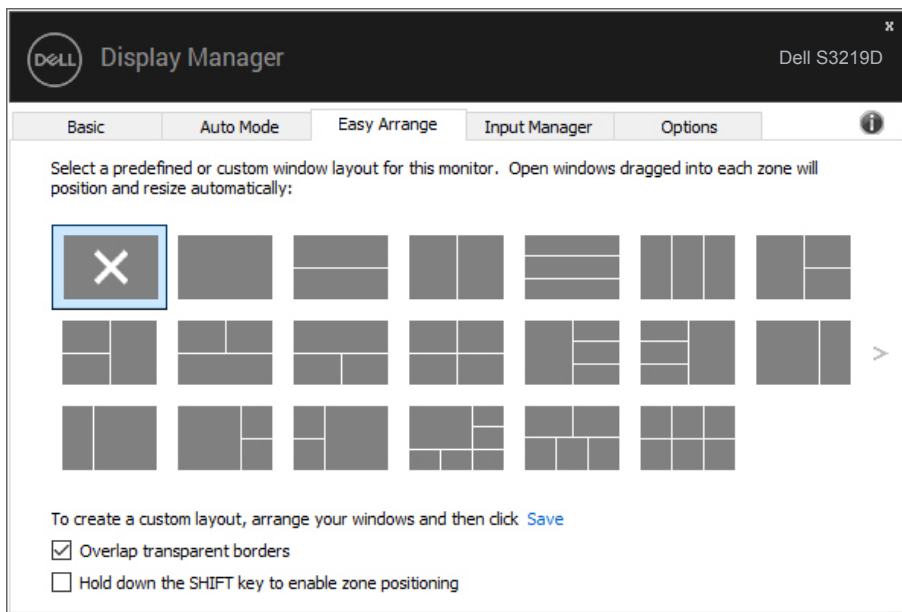 x
DELL Display Manager
Dell S3219D
Basic Auto Mode Easy Arrange Input Manager Options i
Select a predefined or custom window layout for this monitor. Open windows dragged into each zone will
position and resize automatically:
>
To create a custom layout, arrange your windows and then click Save
Overlap transparent borders
Hold down the SHIFT key to enable zone positioning